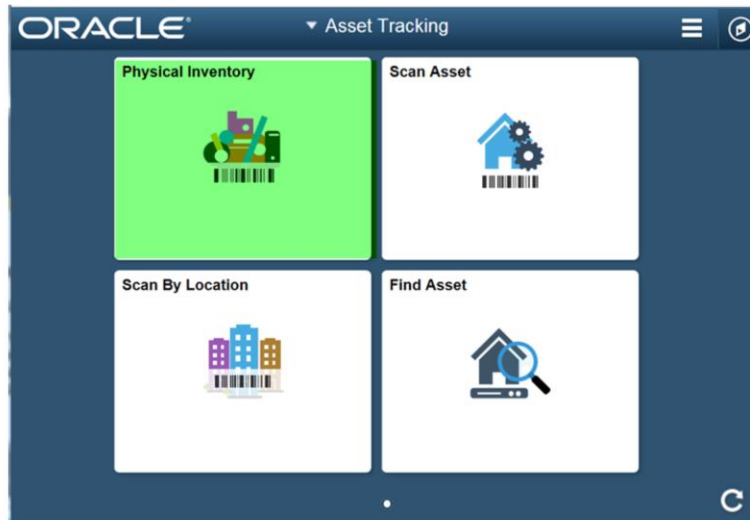 ORACLE®
Asset Tracking
Physical Inventory
Scan Asset
Scan By Location
Find Asset